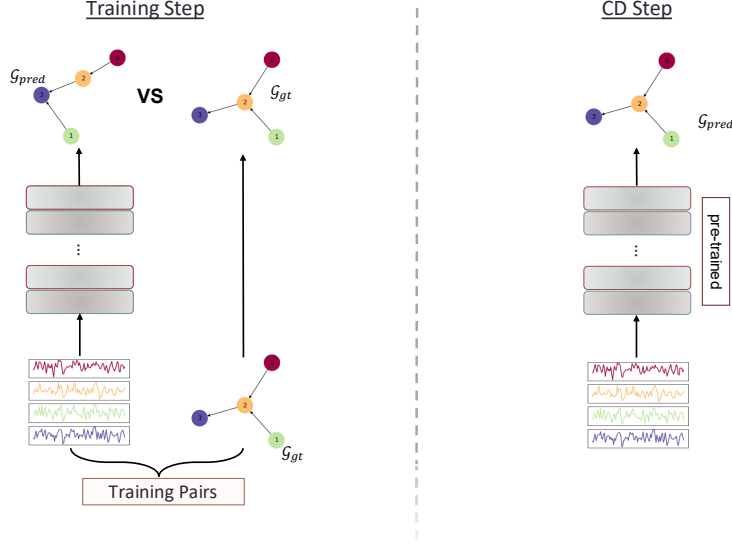 Training Step
CD Step
0
2
3
1
𝒢pred
VS
0
2
3
1
𝒢gt
0
2
3
1
𝒢pred
...
...
pre-trained
0
2
3
1
𝒢gt
Training Pairs